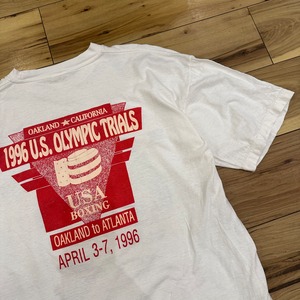 OAKLAND ★ CALIFORNIA
1996 U.S. OLYMPIC TRIALS
USA
BOXING
OAKLAND to ATLANTA
APRIL 3-7, 1996